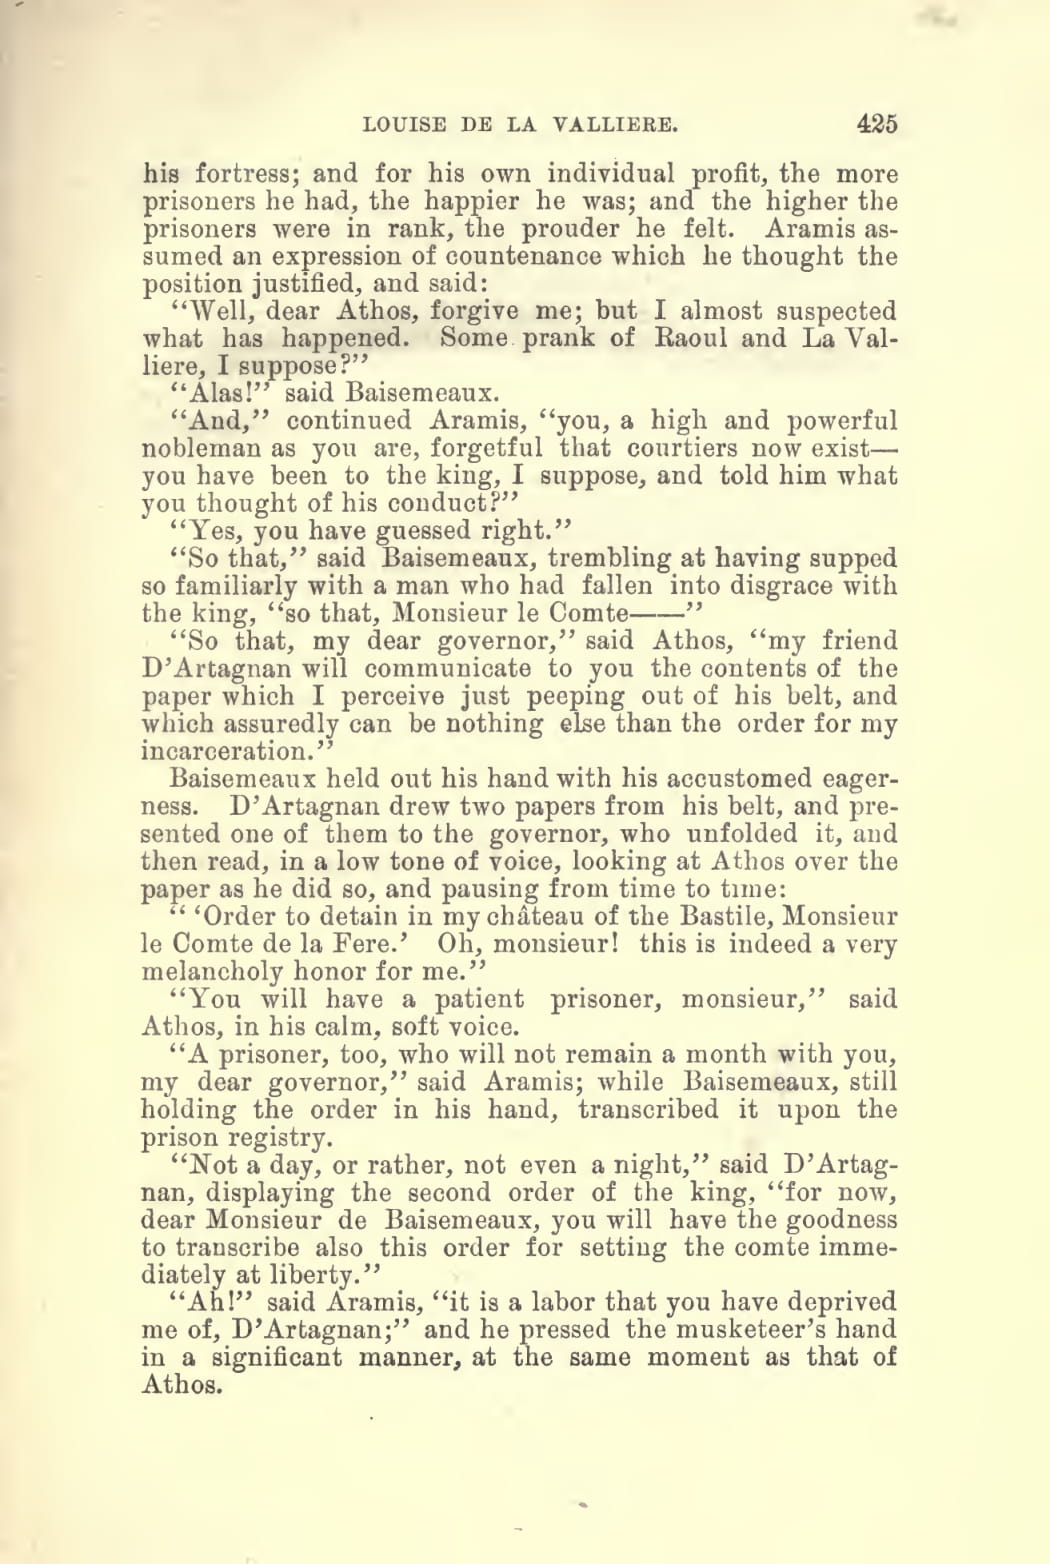 LOUISE DE LA VALLIERE. 425
his fortress; and for his own individual profit, the more
prisoners he had, the happier he was; and the higher the
prisoners were in rank, the prouder he felt. Aramis as-
sumed an expression of countenance which he thought the
position justified, and said:
“Well, dear Athos, forgive me; but I almost suspected
what has happened. Some prank of Raoul and La Val-
liere, I suppose?”
“Alas!” said Baisemeaux.
“And,” continued Aramis, “you, a high and powerful
nobleman as you are, forgetful that courtiers now exist—
you have been to the king, I suppose, and told him what
you thought of his conduct?”
“Yes, you have guessed right.”
“So that,” said Baisemeaux, trembling at having supped
so familiarly with a man who had fallen into disgrace with
the king, “so that, Monsieur le Comte——”
“So that, my dear governor,” said Athos, “my friend
D’Artagnan will communicate to you the contents of the
paper which I perceive just peeping out of his belt, and
which assuredly can be nothing else than the order for my
incarceration.”
Baisemeaux held out his hand with his accustomed eager-
ness. D’Artagnan drew two papers from his belt, and pre-
sented one of them to the governor, who unfolded it, and
then read, in a low tone of voice, looking at Athos over the
paper as he did so, and pausing from time to time:
“ ‘Order to detain in my château of the Bastile, Monsieur
le Comte de la Fere.’ Oh, monsieur! this is indeed a very
melancholy honor for me.”
“You will have a patient prisoner, monsieur,” said
Athos, in his calm, soft voice.
“A prisoner, too, who will not remain a month with you,
my dear governor,” said Aramis; while Baisemeaux, still
holding the order in his hand, transcribed it upon the
prison registry.
“Not a day, or rather, not even a night,” said D’Artag-
nan, displaying the second order of the king, “for now,
dear Monsieur de Baisemeaux, you will have the goodness
to transcribe also this order for setting the comte imme-
diately at liberty.”
“Ah!” said Aramis, “it is a labor that you have deprived
me of, D’Artagnan;” and he pressed the musketeer’s hand
in a significant manner, at the same moment as that of
Athos.